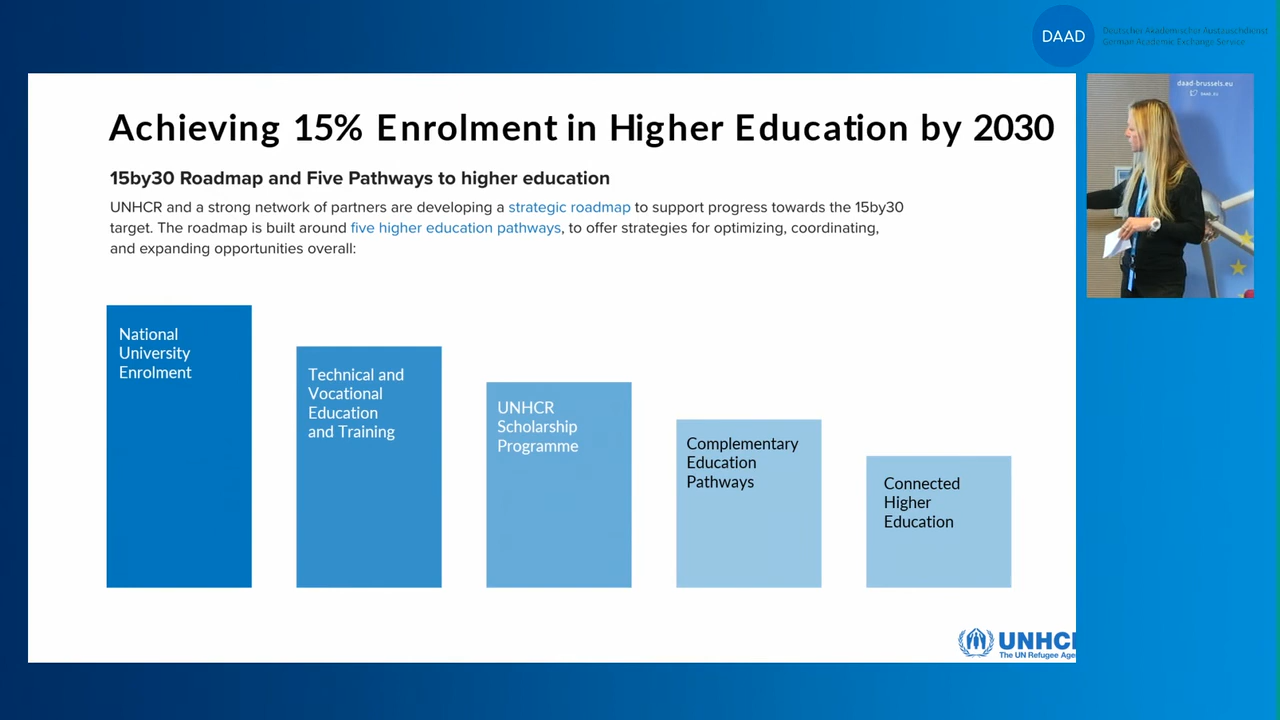 DAAD
Deutscher Akademischer Austauschdienst
German Academic Exchange Service
daad-brussels.eu
Achieving 15% Enrolment in Higher Education by 2030
15by30 Roadmap and Five Pathways to higher education
UNHCR and a strong network of partners are developing a strategic roadmap to support progress towards the 15by30
target. The roadmap is built around five higher education pathways, to offer strategies for optimizing, coordinating,
and expanding opportunities overall:
National
University
Enrolment
Technical and
Vocational
Education
and Training
UNHCR
Scholarship
Programme
Complementary
Education
Pathways
Connected
Higher
Education
UNHC
The UN Refugee Age